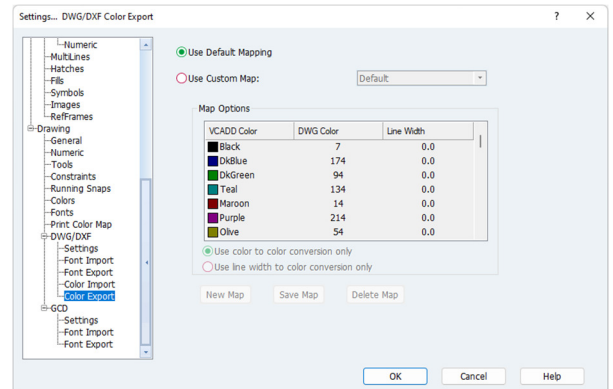 Settings... DWG/DXF Color Export
?
Numeric
MultiLines
Hatches
Fills
Symbols
Images
RefFrames
Drawing
General
Numeric
Tools
Constraints
Running Snaps
Colors
Fonts
Print Color Map
DWG/DXF
Settings
Font Import
Font Export
Color Import
Color Export
GCD
Settings
Font Import
Font Export
Use Default Mapping
Use Custom Map: Default
Map Options
VCADD Color DWG Color Line Width
Black 7 0.0
DkBlue 174 0.0
DkGreen 94 0.0
Teal 134 0.0
Maroon 14 0.0
Purple 214 0.0
Olive 54 0.0
Use color to color conversion only
Use line width to color conversion only
New Map Save Map Delete Map
OK Cancel Help